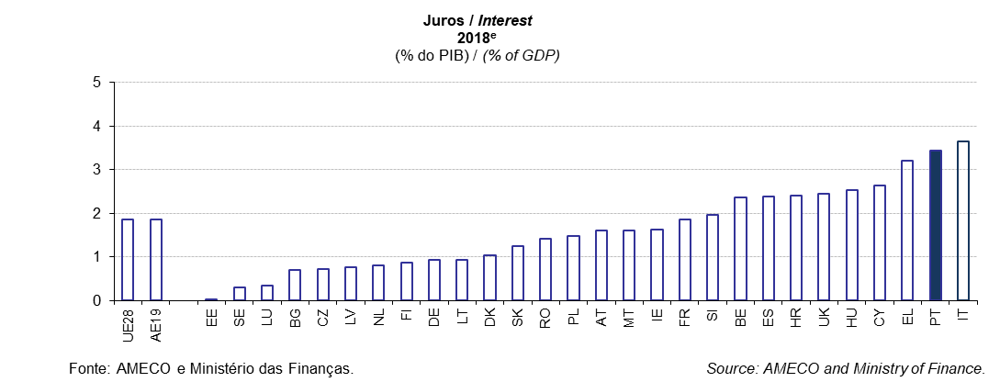 Juros / Interest
2018ᵉ
(% do PIB) / (% of GDP)
5
4
3
2
1
0
UE28 AE19 EE SE LU BG CZ LV NL FI DE LT DK SK RO PL AT MT IE FR SI BE ES HR UK HU CY EL PT IT
Fonte: AMECO e Ministério das Finanças. Source: AMECO and Ministry of Finance.